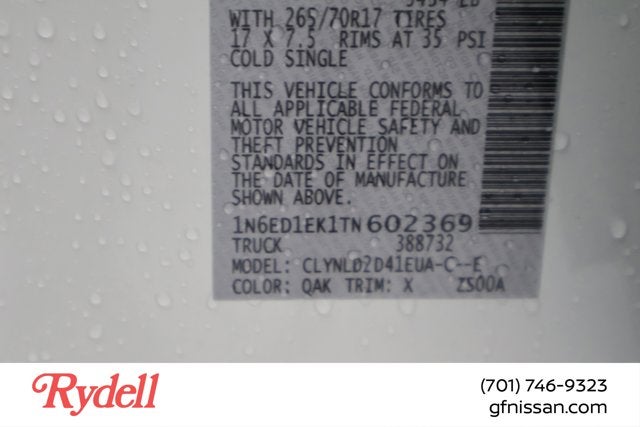 WITH 265/70R17 TIRES
17 X 7.5 RIMS AT 35 PSI
COLD SINGLE
THIS VEHICLE CONFORMS TO
ALL APPLICABLE FEDERAL
MOTOR VEHICLE SAFETY AND
THEFT PREVENTION
STANDARDS IN EFFECT ON
THE DATE OF MANUFACTURE
SHOWN ABOVE.
1N6ED1EK1TN602369
TRUCK 388732
MODEL: CLYNLD2D41EUA-C--E
COLOR: QAK TRIM: X ZS00A
Rydell
(701) 746-9323
gfnissan.com